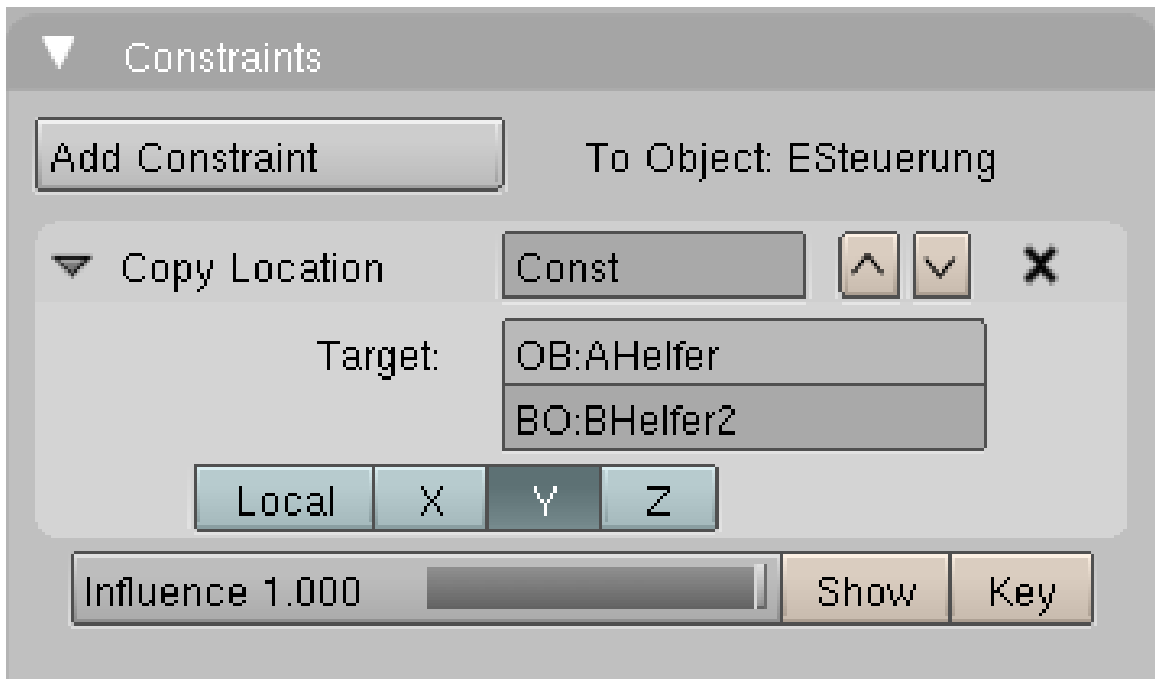 Constraints
Add Constraint To Object: ESteuerung
Copy Location Const
Target: OB:AHelfer
BO:BHelfer2
Local X Y Z
Influence 1.000 Show Key